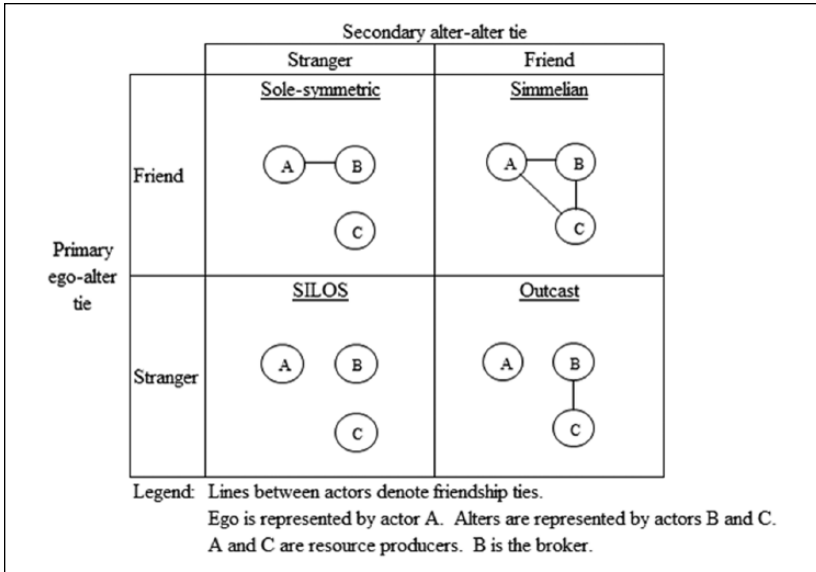 Secondary alter-alter tie
Stranger Friend
Sole-symmetric Simmelian
Friend
A B A B
C C
Primary
ego-alter
tie
SILOS Outcast
Stranger
A B A B
C C
Legend: Lines between actors denote friendship ties.
Ego is represented by actor A. Alters are represented by actors B and C.
A and C are resource producers. B is the broker.